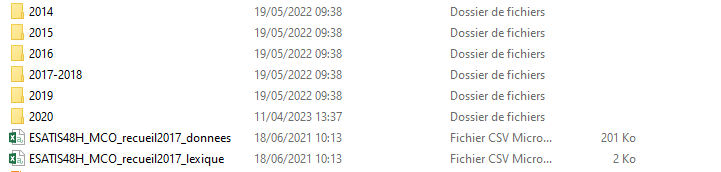 2014 19/05/2022 09:38 Dossier de fichiers
2015 19/05/2022 09:38 Dossier de fichiers
2016 19/05/2022 09:38 Dossier de fichiers
2017-2018 19/05/2022 09:38 Dossier de fichiers
2019 19/05/2022 09:38 Dossier de fichiers
2020 11/04/2023 13:37 Dossier de fichiers
ESATIS48H_MCO_recueil2017_donnees 18/06/2021 10:13 Fichier CSV Micro... 201 Ko
ESATIS48H_MCO_recueil2017_lexique 18/06/2021 10:13 Fichier CSV Micro... 2 Ko